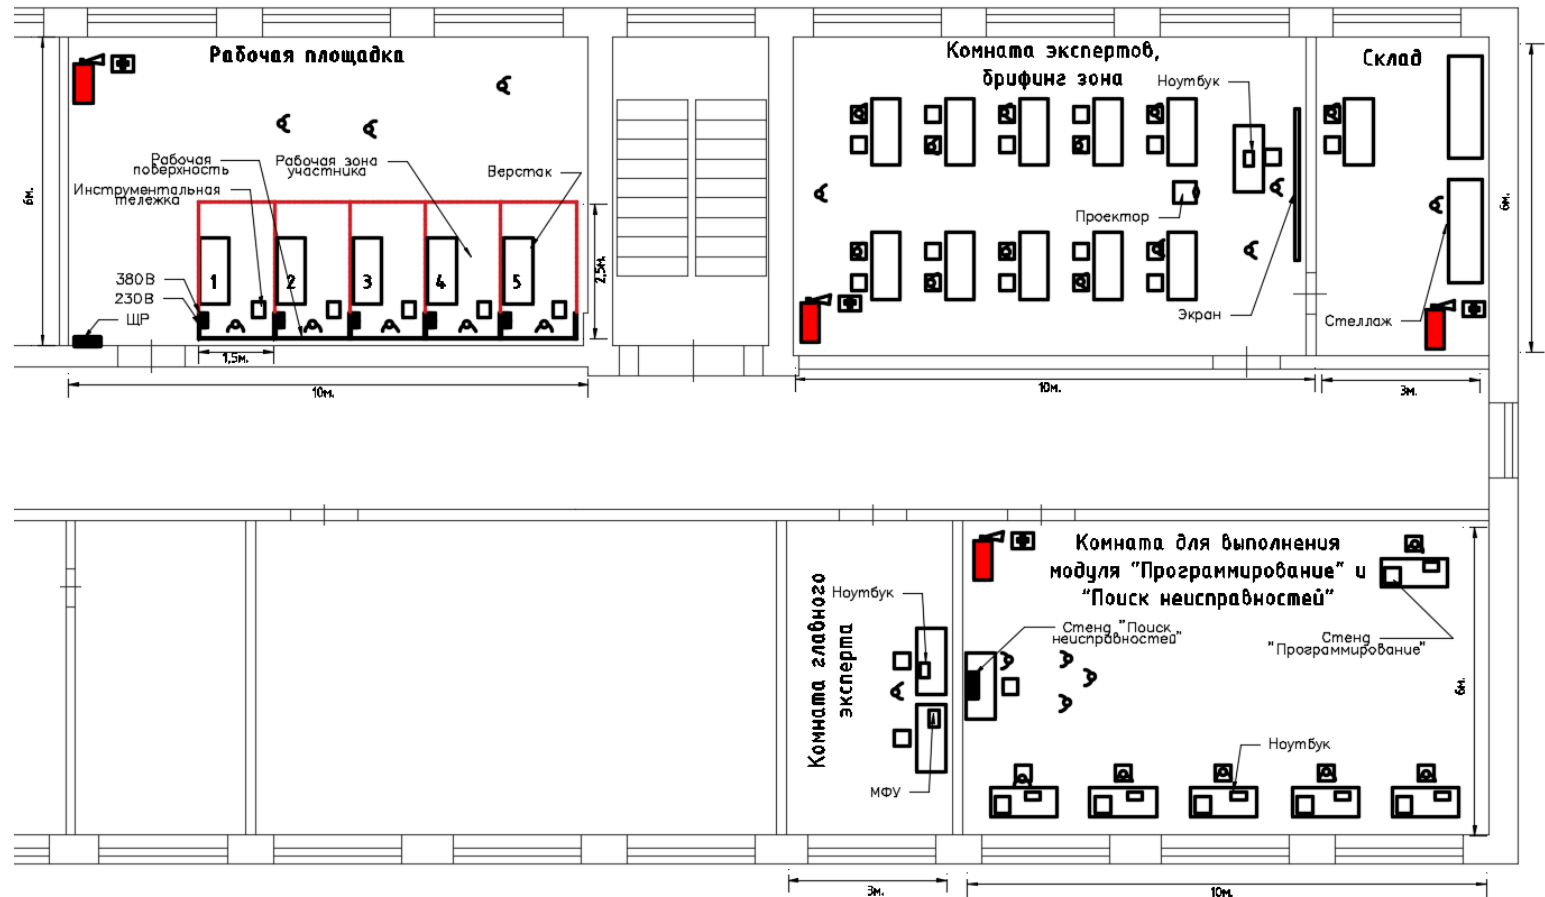 Рабочая площадка
6м.
Рабочая
поверхность
Инструментальная
тележка
Рабочая зона
участника
Верстак
1
2
3
4
5
2,5м.
380В
230В
ЩР
1,5м.
10м.
Комната экспертов,
брифинг зона
Ноутбук
Проектор
Экран
10м.
Склад
Стеллаж
6м.
3м.
Комната главного
эксперта
Ноутбук
МФУ
3м.
Комната для выполнения
модуля "Программирование" и
"Поиск неисправностей"
Стенд "Поиск
неисправностей"
Стенд
"Программирование"
Ноутбук
6м.
10м.